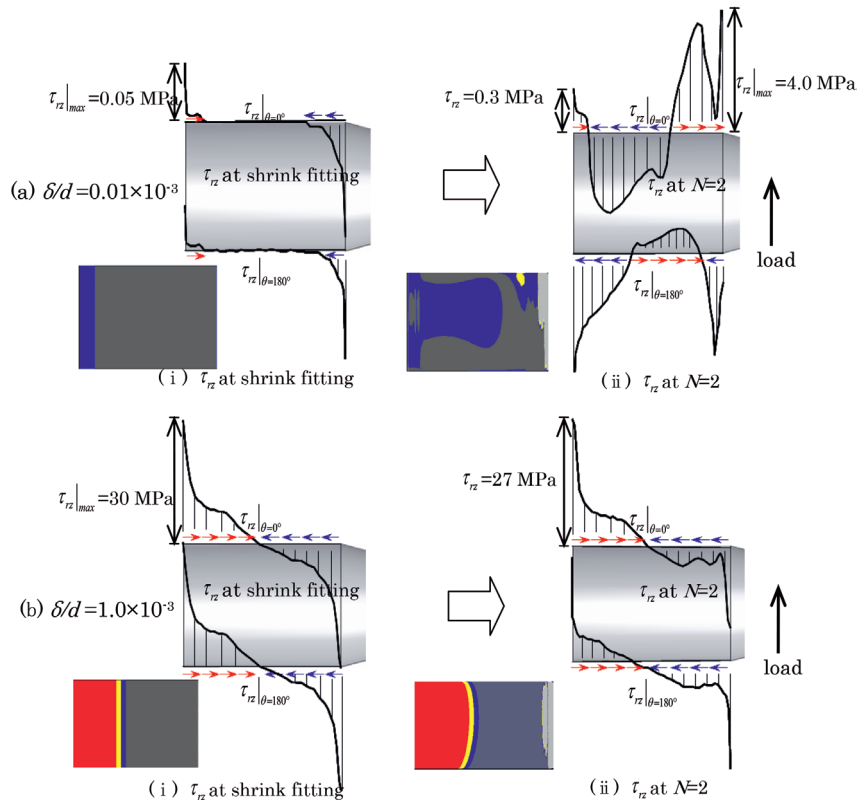 τrz|max=0.05 MPa
τrz|θ=0°
τrz at shrink fitting
(a) δ/d=0.01×10-3
τrz|θ=180°
(ⅰ) τrz at shrink fitting
τrz=0.3 MPa
τrz|θ=0°
τrz|max=4.0MPa
τrz at N=2
load
τrz|θ=180°
(ⅱ) τrz at N=2
τrz|max=30 MPa
τrz|θ=0°
τrz at shrink fitting
(b) δ/d=1.0×10-3
τrz|θ=180°
(ⅰ) τrz at shrink fitting
τrz=27 MPa
τrz|θ=0°
τrz at N=2
load
τrz|θ=180°
(ⅱ) τrz at N=2